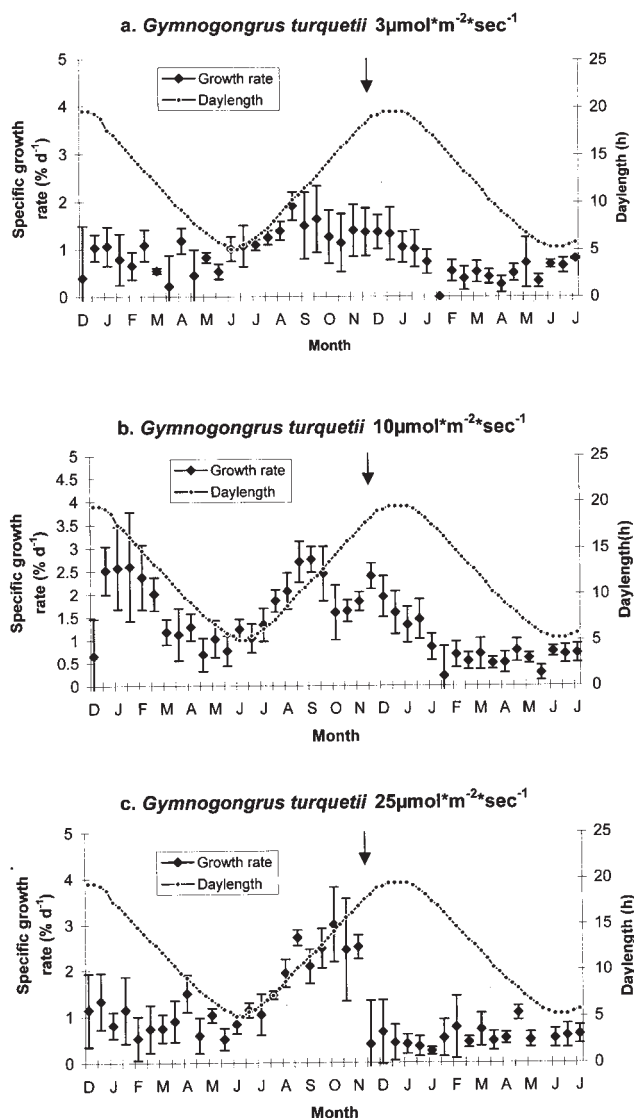 a. Gymnogongrus turquetii 3µmol*m⁻²*sec⁻¹
Growth rate
Daylength
Specific growth
rate (% d⁻¹)
5
4
3
2
1
0
25
20
15
10
5
0
Daylength (h)
D J F M A M J J A S O N D J F M A M J J
Month
b. Gymnogongrus turquetii 10µmol*m⁻²*sec⁻¹
Growth rate
Daylength
Specific growth
rate (% d⁻¹)
5
4.5
4
3.5
3
2.5
2
1.5
1
0.5
0
25
20
15
10
5
0
Daylength(h)
D J F M A M J J A S O N D J F M A M J J
Month
c. Gymnogongrus turquetii 25µmol*m⁻²*sec⁻¹
Growth rate
Daylength
Specific growth
rate (% d⁻¹)
5
4
3
2
1
0
25
20
15
10
5
0
Daylength (h)
D J F M A M J J A S O N D J F M A M J J
Month